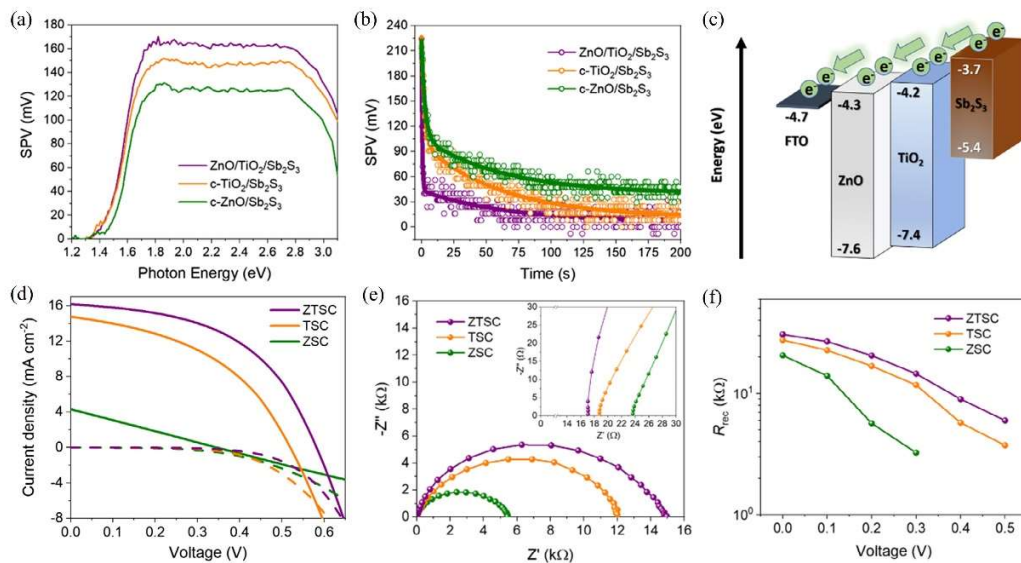 (a)
SPV (mV)
180
160
140
120
100
80
60
40
20
0
ZnO/TiO₂/Sb₂S₃
c-TiO₂/Sb₂S₃
c-ZnO/Sb₂S₃
1.2 1.4 1.6 1.8 2.0 2.2 2.4 2.6 2.8 3.0
Photon Energy (eV)
(b)
SPV (mV)
240
210
180
150
120
90
60
30
0
ZnO/TiO₂/Sb₂S₃
c-TiO₂/Sb₂S₃
c-ZnO/Sb₂S₃
0 25 50 75 100 125 150 175 200
Time (s)
(c)
Energy (eV)
e⁻ e⁻ e⁻ e⁻ e⁻ e⁻ e⁻ e⁻
-4.7
FTO
-4.3
ZnO
-7.6
-4.2
TiO₂
-7.4
-3.7
Sb₂S₃
-5.4
(d)
Current density (mA cm⁻²)
16
12
8
4
0
-4
-8
ZTSC
TSC
ZSC
0.0 0.1 0.2 0.3 0.4 0.5 0.6
Voltage (V)
(e)
-Z'' (kΩ)
16
14
12
10
8
6
4
2
0
ZTSC
TSC
ZSC
-Z'' (Ω)
30
25
20
15
10
5
0
14 16 18 20 22 24 26 28 30
Z' (Ω)
0 2 4 6 8 10 12 14 16
Z' (kΩ)
(f)
R_rec (kΩ)
10¹
10⁰
ZTSC
TSC
ZSC
0.0 0.1 0.2 0.3 0.4 0.5
Voltage (V)